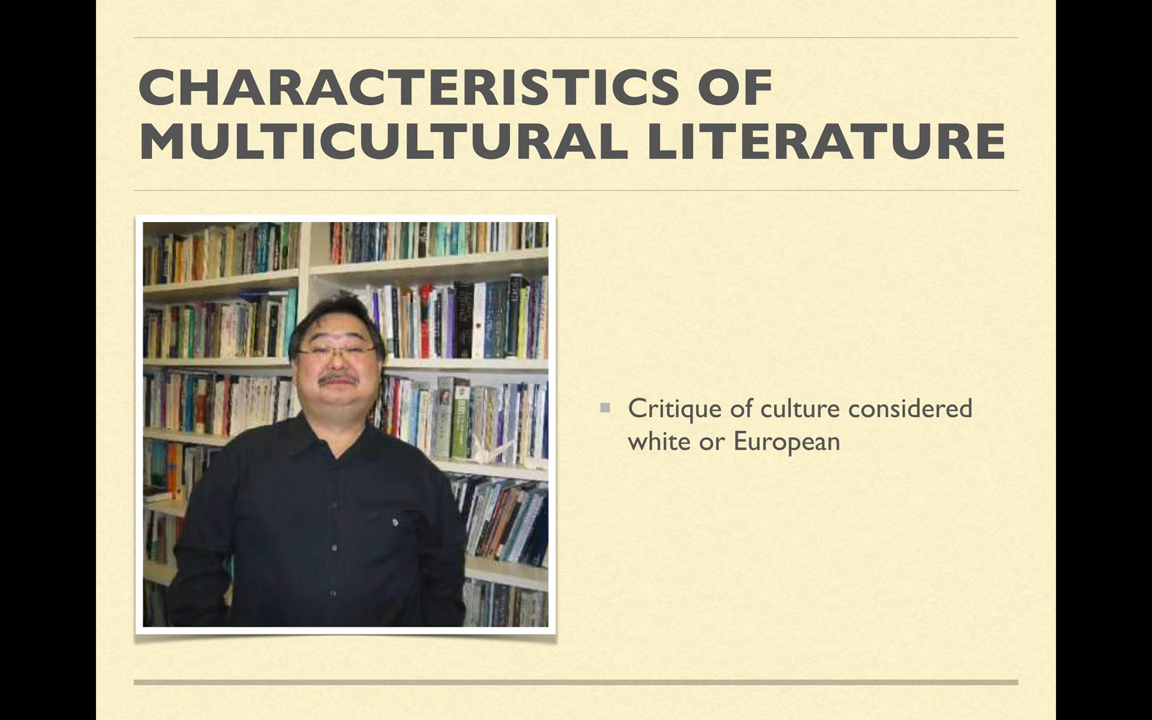 CHARACTERISTICS OF
MULTICULTURAL LITERATURE
Critique of culture considered
white or European